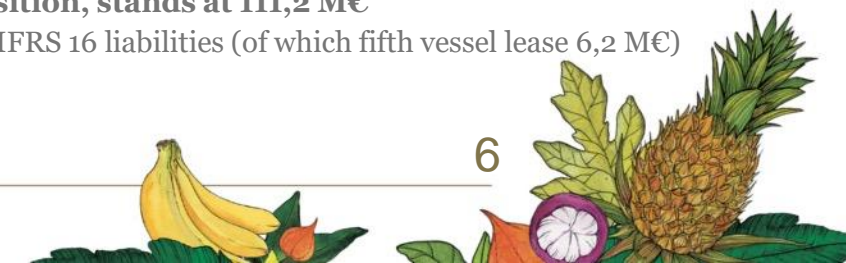 sition, stands at 111,2 M€
IFRS 16 liabilities (of which fifth vessel lease 6,2 M€)
6